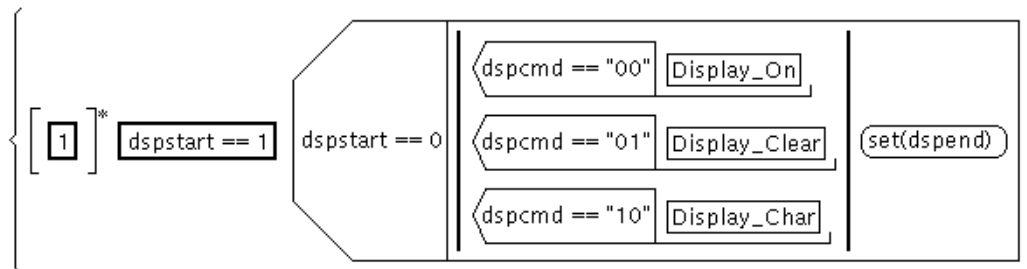 dspcmd == "00" Display_On
[ 1 ]* dspstart == 1 dspstart == 0 dspcmd == "01" Display_Clear set(dspend)
dspcmd == "10" Display_Char